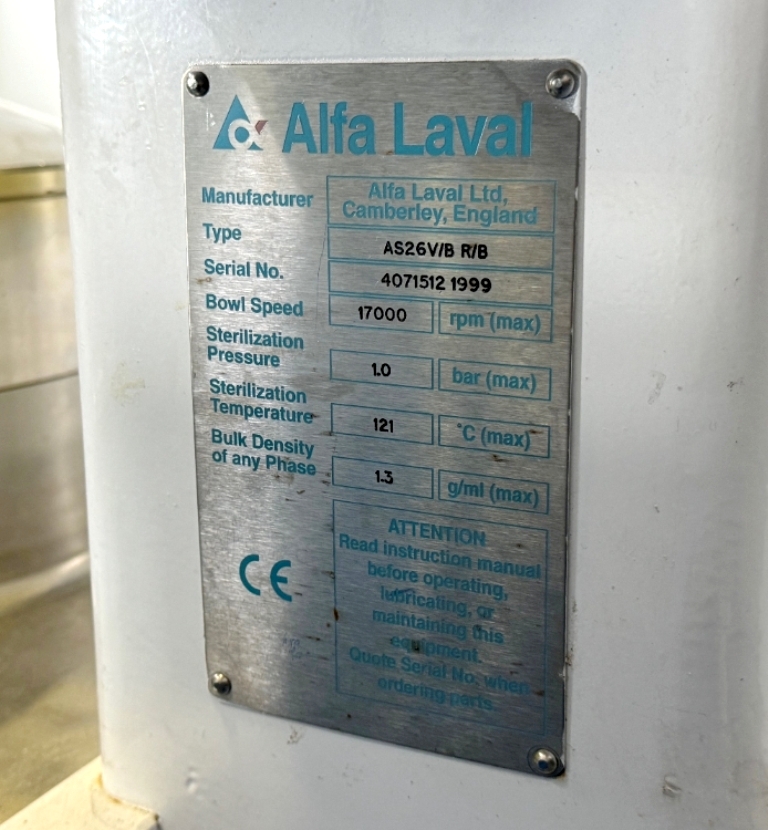 Alfa Laval
Manufacturer
Alfa Laval Ltd,
Camberley, England
Type
AS26V/B R/B
Serial No.
4071512 1999
Bowl Speed
17000 rpm (max)
Sterilization
Pressure
1.0 bar (max)
Sterilization
Temperature
121 °C (max)
Bulk Density
of any Phase
1.3 g/ml (max)
ATTENTION
Read instruction manual
before operating,
lubricating, or
maintaining this
equipment.
Quote Serial No. when
ordering parts.
CE